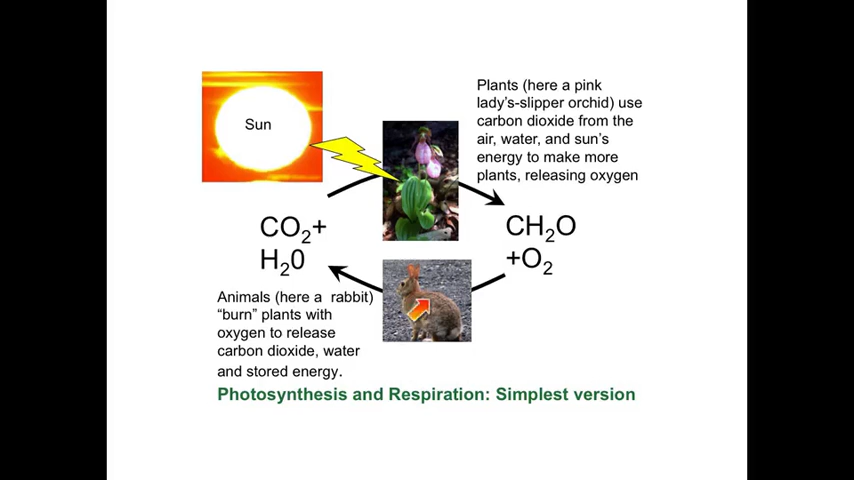 Sun
Plants (here a pink
lady's-slipper orchid) use
carbon dioxide from the
air, water, and sun's
energy to make more
plants, releasing oxygen
CO2+
H20
CH2O
+O2
Animals (here a rabbit)
“burn” plants with
oxygen to release
carbon dioxide, water
and stored energy.
Photosynthesis and Respiration: Simplest version